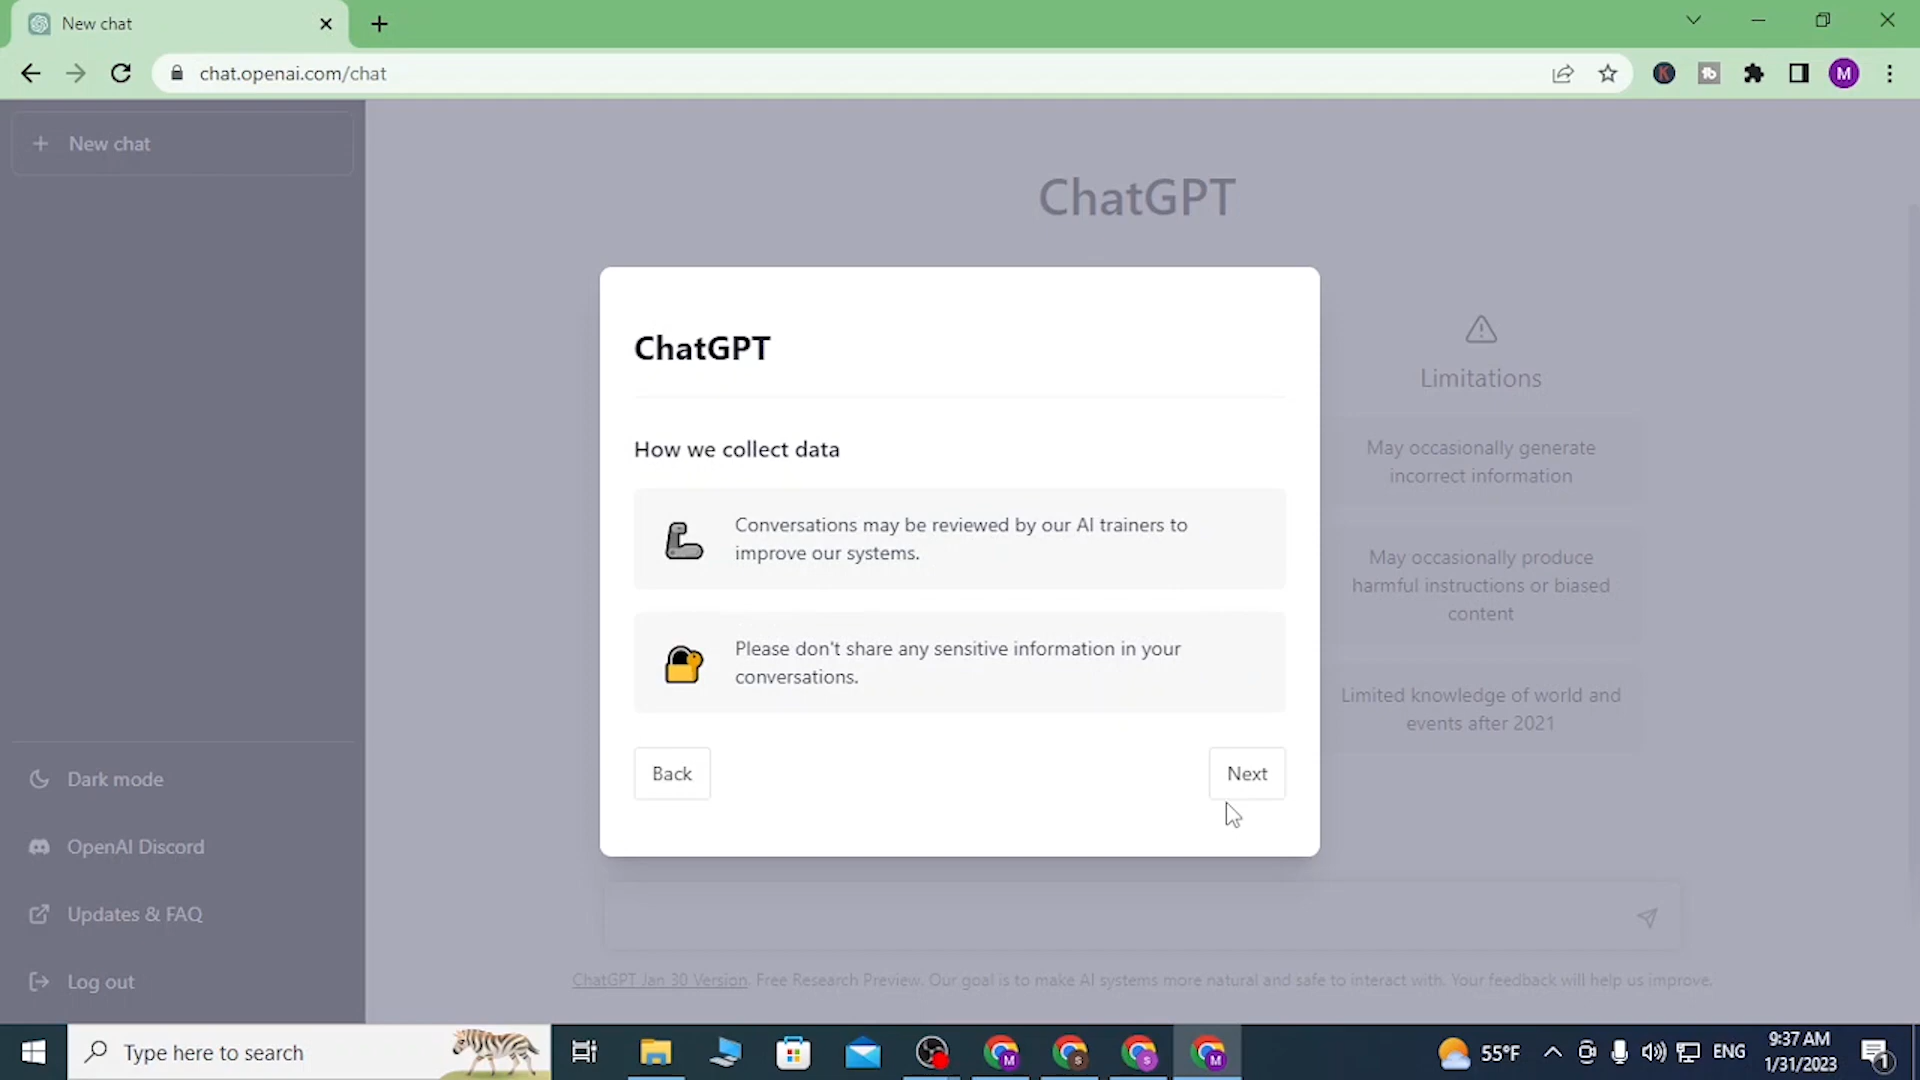 New chat
chat.openai.com/chat
K
M
New chat
ChatGPT
Limitations
May occasionally generate
incorrect information
May occasionally produce
harmful instructions or biased
content
Limited knowledge of world and
events after 2021
ChatGPT
How we collect data
Conversations may be reviewed by our AI trainers to
improve our systems.
Please don't share any sensitive information in your
conversations.
Back
Next
Dark mode
OpenAI Discord
Updates & FAQ
Log out
ChatGPT Jan 30 Version. Free Research Preview. Our goal is to make AI systems more natural and safe to interact with. Your feedback will help us improve.
Type here to search
M
S
S
M
55°F
ENG
9:37 AM
1/31/2023
1